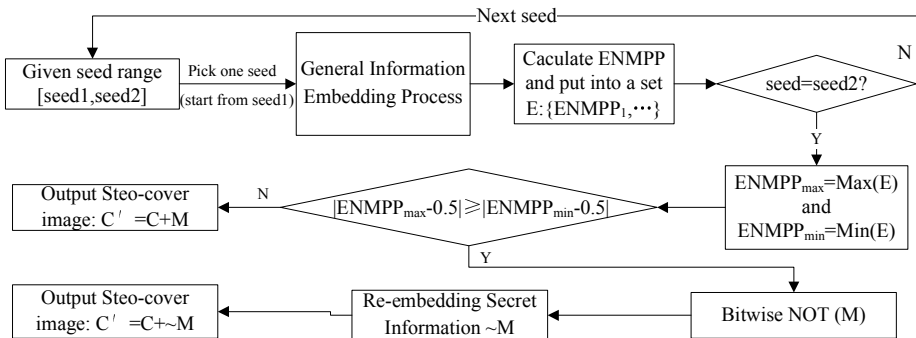 Next seed
Given seed range
[seed1,seed2]
Pick one seed
(start from seed1)
General Information
Embedding Process
Caculate ENMPP
and put into a set
E:{ENMPP₁,⋯}
seed=seed2?
N
Y
ENMPPmax=Max(E)
and
ENMPPmin=Min(E)
|ENMPPmax-0.5|≥|ENMPPmin-0.5|
N
Output Steo-cover
image: C′ =C+M
Y
Bitwise NOT (M)
Re-embedding Secret
Information ~M
Output Steo-cover
image: C′ =C+~M